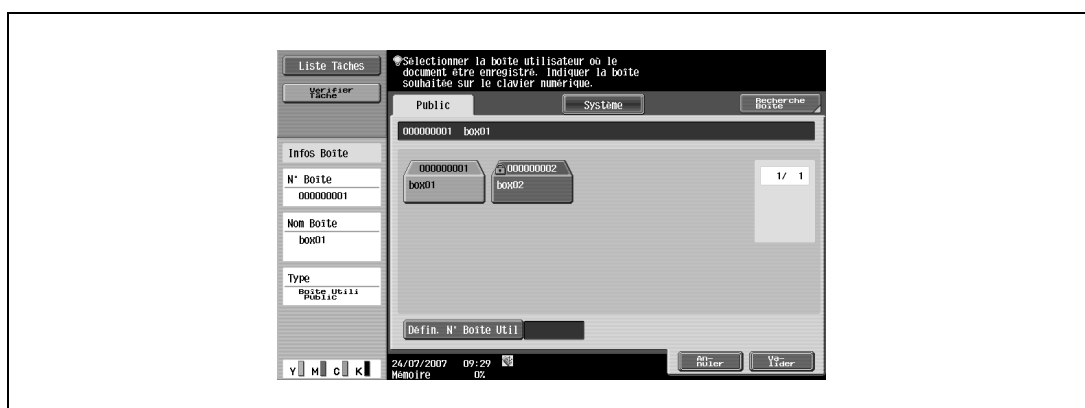 Liste Tâches
Vérifier
Tâche
Sélectionner la boîte utilisateur où le
document être enregistré. Indiquer la boîte
souhaitée sur le clavier numérique.
Public
Système
Recherche
Boîte
000000001 box01
Infos Boîte
N° Boîte
000000001
Nom Boîte
box01
Type
Boîte Utili
Public
000000001
box01
000000002
box02
1/ 1
Défin. N° Boîte Util
Y M C K
24/07/2007 09:29
Mémoire 0%
An-
nuler
Va-
lider